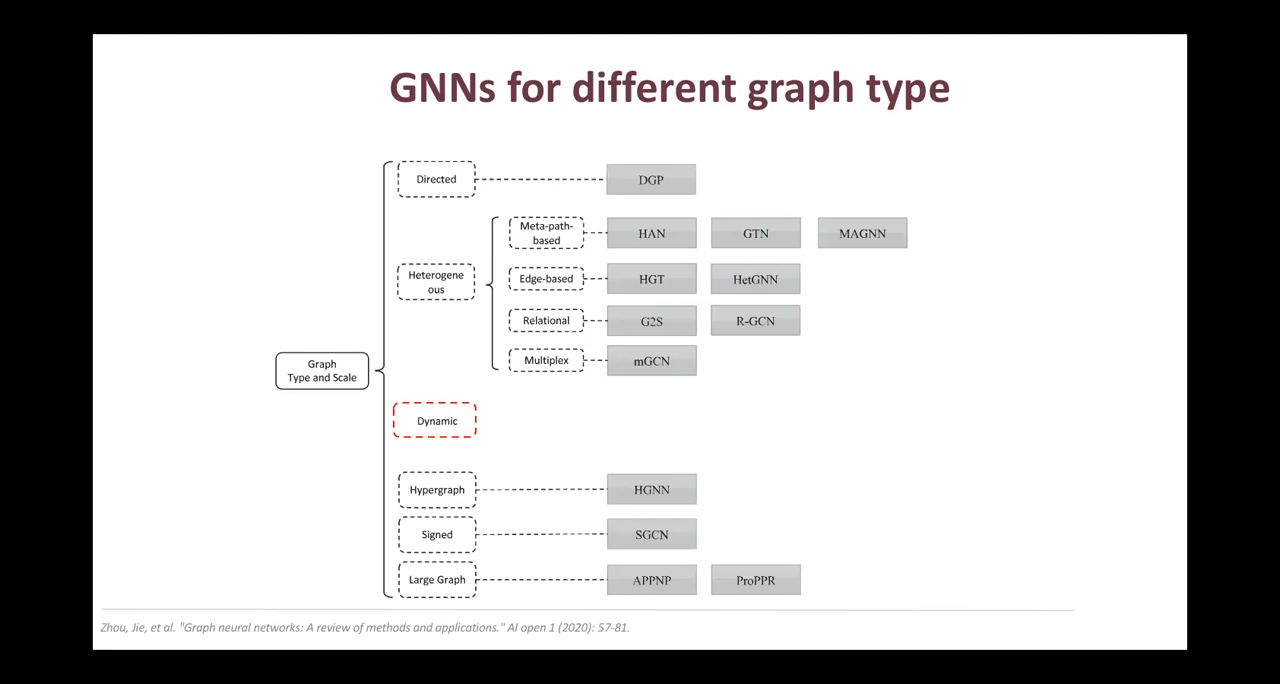 GNNs for different graph type
Directed
DGP
Meta-path-
based
HAN
GTN
MAGNN
Heterogene
ous
Edge-based
HGT
HetGNN
Relational
G2S
R-GCN
Multiplex
mGCN
Graph
Type and Scale
Dynamic
Hypergraph
HGNN
Signed
SGCN
Large Graph
APPNP
ProPPR
Zhou, Jie, et al. "Graph neural networks: A review of methods and applications." AI open 1 (2020): 57-81.